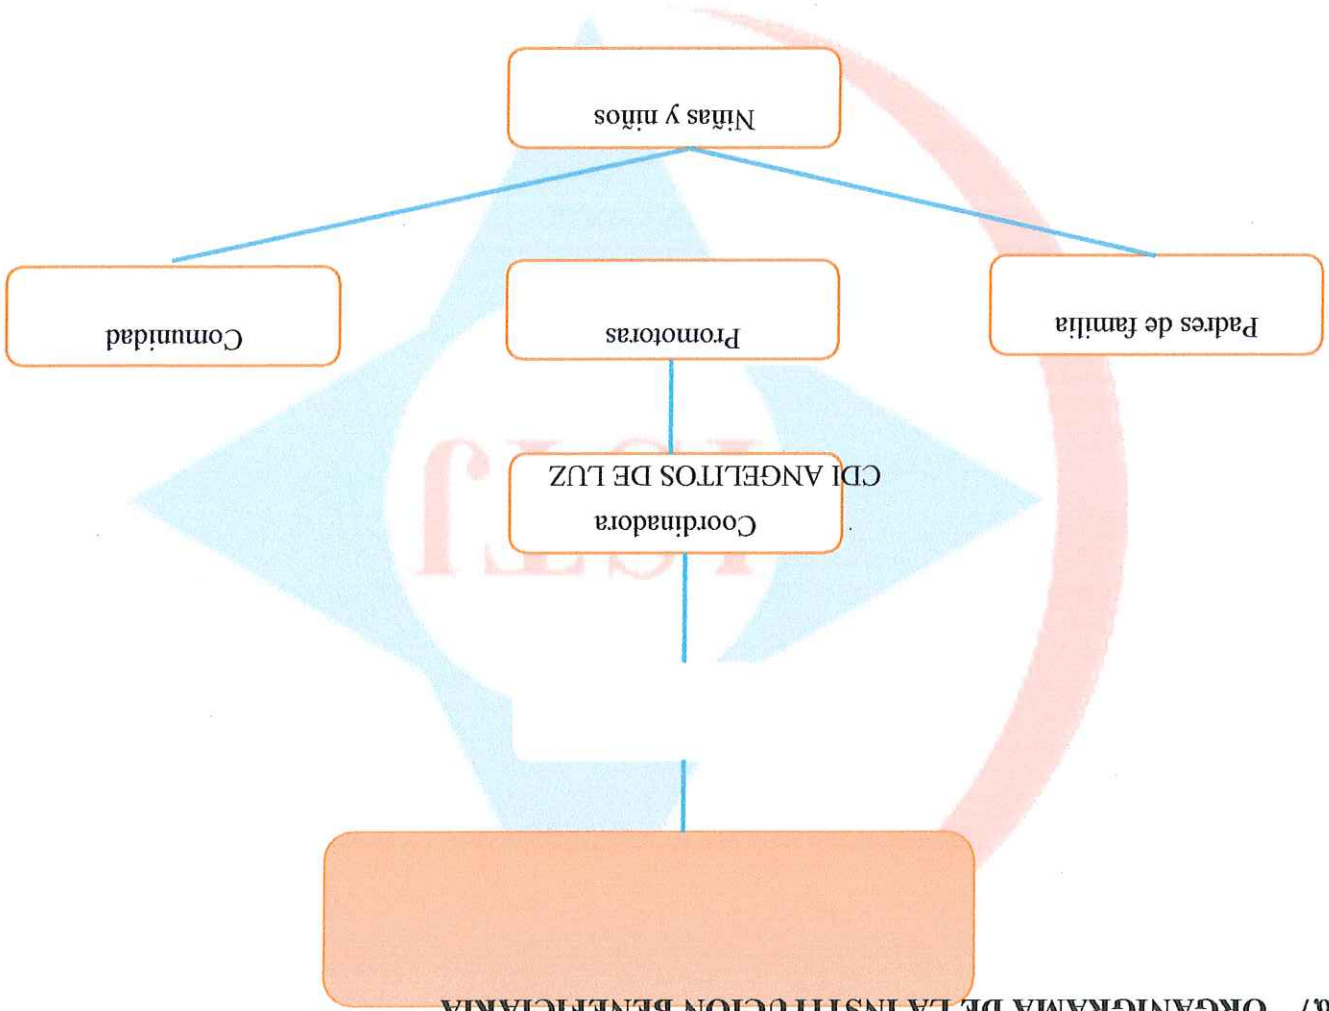 ORGANIGRAMA DE LA INSTITUCIÓN BENEFICIARIA
Coordinadora
CDI ANGELITOS DE LUZ
Padres de familia
Promotoras
Comunidad
Niñas y niños